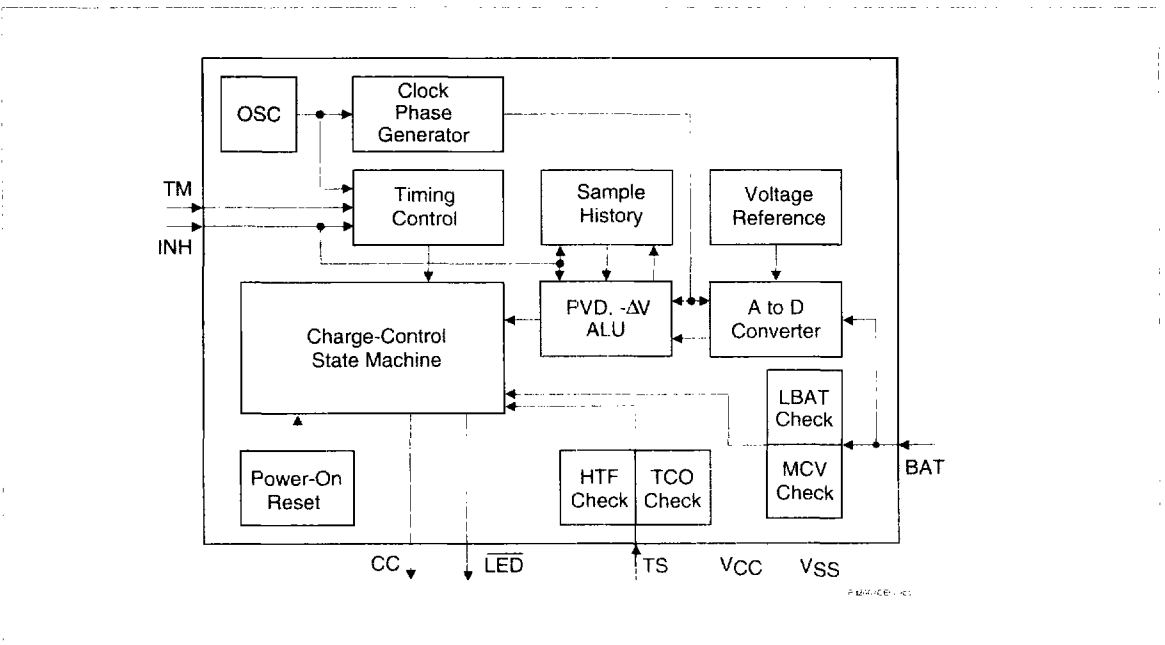 OSC
Clock
Phase
Generator
TM
INH
Timing
Control
Sample
History
Voltage
Reference
Charge-Control
State Machine
PVD, -ΔV
ALU
A to D
Converter
LBAT
Check
MCV
Check
BAT
Power-On
Reset
HTF
Check
TCO
Check
CC
LED
TS
VCC
VSS